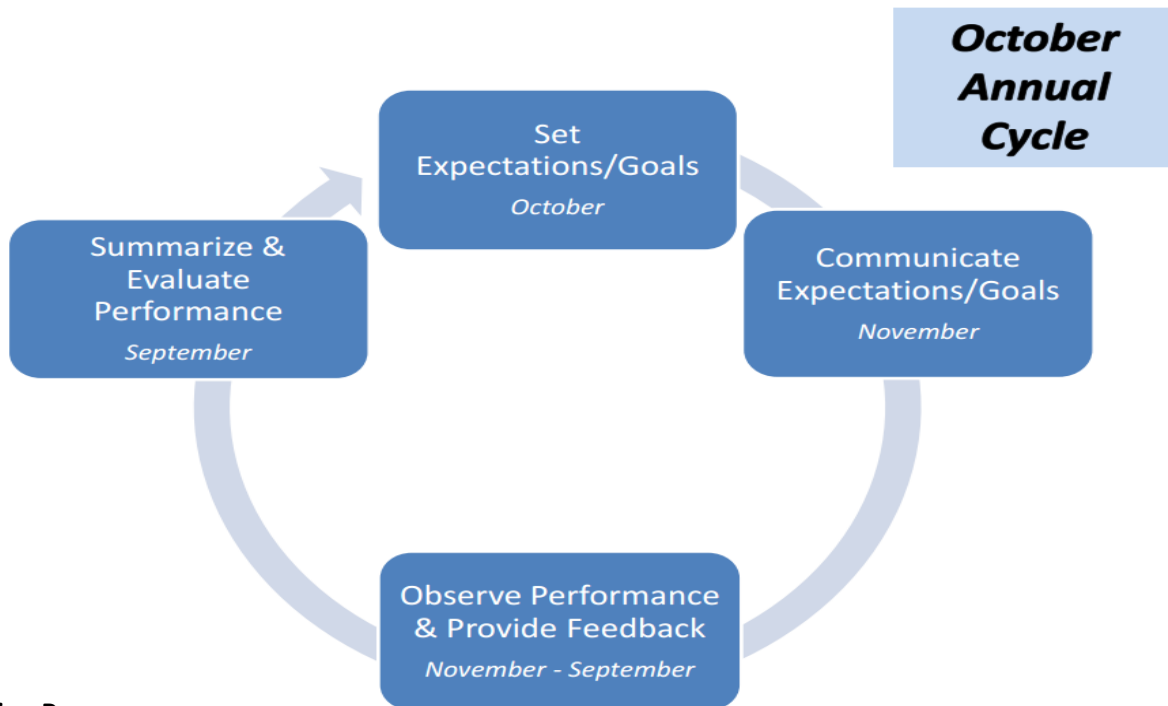 October
Annual
Cycle
Set
Expectations/Goals
October
Communicate
Expectations/Goals
November
Observe Performance
& Provide Feedback
November - September
Summarize &
Evaluate
Performance
September